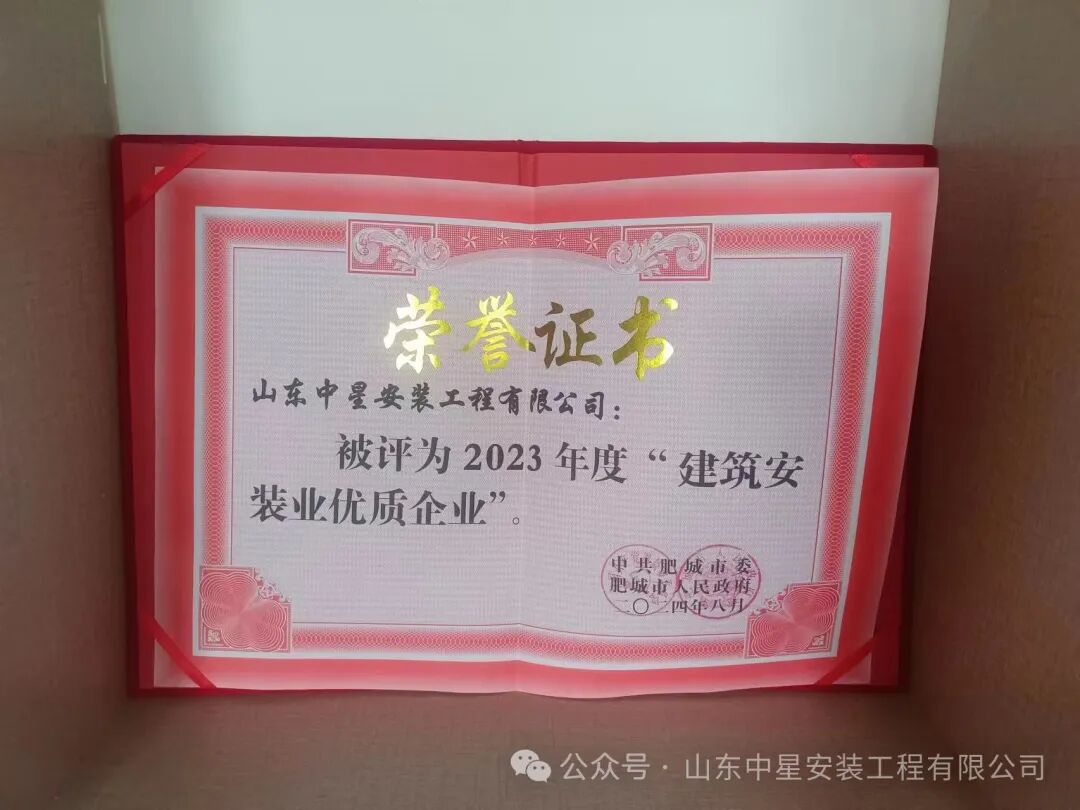 荣誉证书
山东中星安装工程有限公司：
被评为2023年度“建筑安
装业优质企业”。
中共肥城市委
肥城市人民政府
二〇二四年八月
公众号·山东中星安装工程有限公司